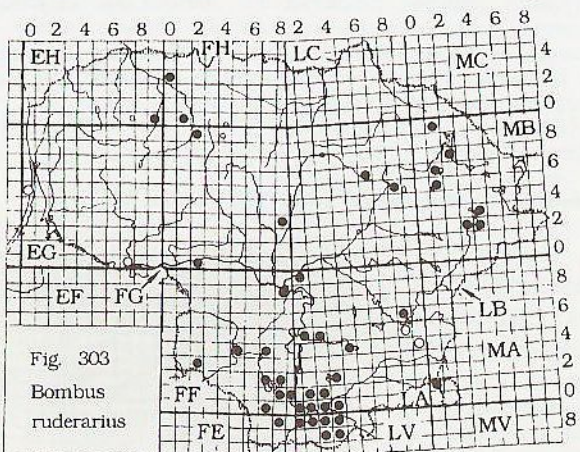 0 2 4 6 8 0 2 4 6 8 0 2 4 6 8 0 2 4 6 8
EH FH LC MC
4
2
0
MB
8
6
4
2
0
EG
EF FG LB
8
6
MA
4
2
0
FF LA
FE LV MV 8
Fig. 303
Bombus
ruderarius